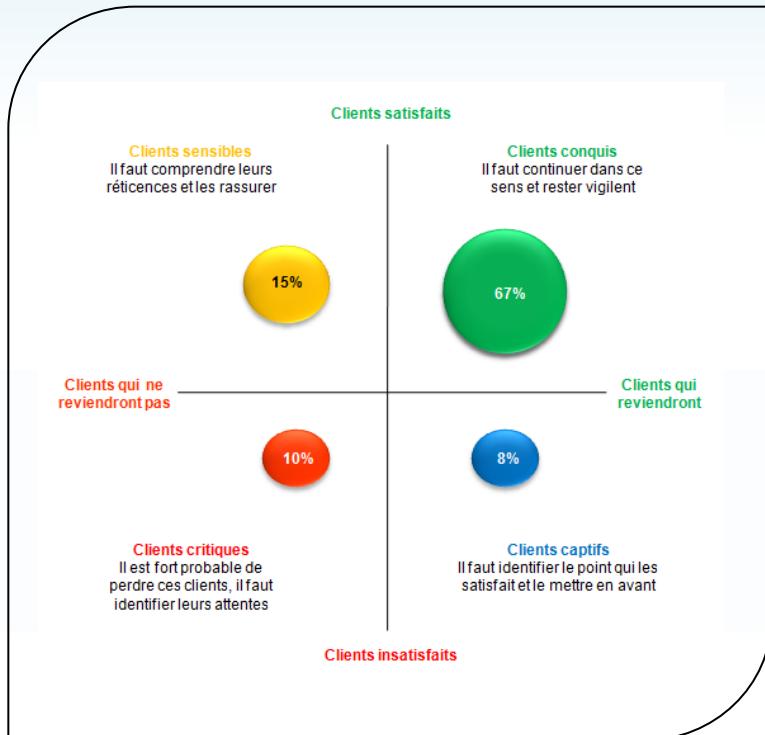 Clients satisfaits
Clients sensibles
Il faut comprendre leurs
réticences et les rassurer
Clients conquis
Il faut continuer dans ce
sens et rester vigilent
15%
67%
Clients qui ne
reviendront pas
Clients qui
reviendront
10%
8%
Clients critiques
Il est fort probable de
perdre ces clients, il faut
identifier leurs attentes
Clients captifs
Il faut identifier le point qui les
satisfait et le mettre en avant
Clients insatisfaits